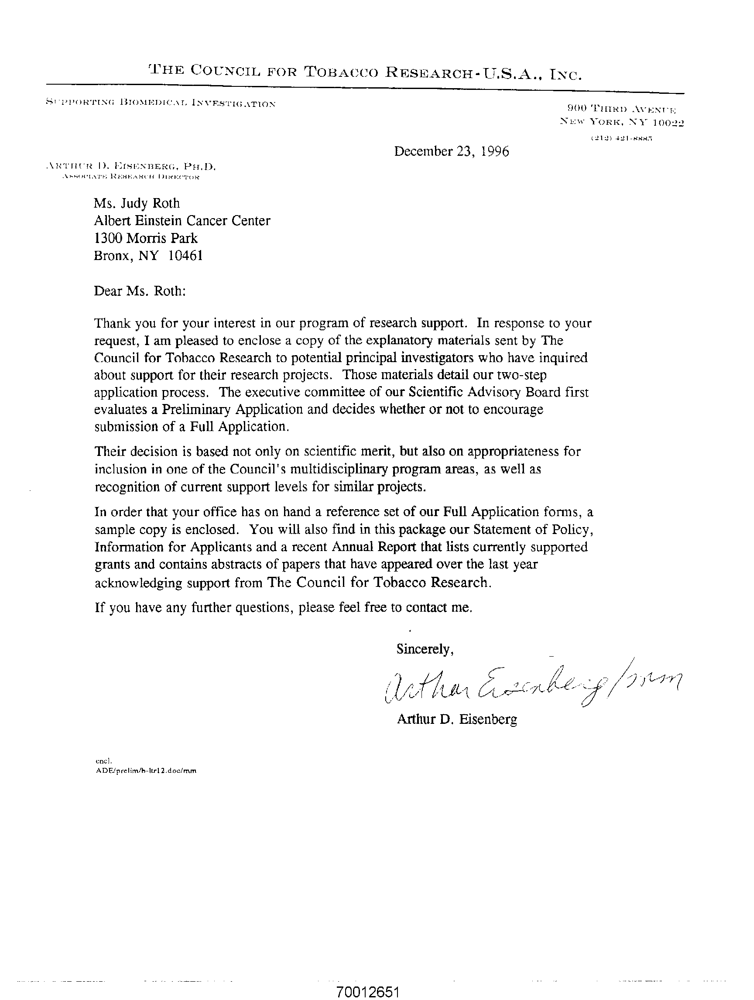 THE COUNCIL FOR TOBACCO RESEARCH-U.S.A., INC.
SUPPORTING BIOMEDICAL INVESTIGATION
900 THIRD AVENUE
NEW YORK, NY 10022
(212) 421-8885
December 23, 1996
ARTHUR D. EISENBERG, PH.D.
ASSOCIATE RESEARCH DIRECTOR
Ms. Judy Roth
Albert Einstein Cancer Center
1300 Morris Park
Bronx, NY 10461
Dear Ms. Roth:
Thank you for your interest in our program of research support. In response to your
request, I am pleased to enclose a copy of the explanatory materials sent by The
Council for Tobacco Research to potential principal investigators who have inquired
about support for their research projects. Those materials detail our two-step
application process. The executive committee of our Scientific Advisory Board first
evaluates a Preliminary Application and decides whether or not to encourage
submission of a Full Application.
Their decision is based not only on scientific merit, but also on appropriateness for
inclusion in one of the Council's multidisciplinary program areas, as well as
recognition of current support levels for similar projects.
In order that your office has on hand a reference set of our Full Application forms, a
sample copy is enclosed. You will also find in this package our Statement of Policy,
Information for Applicants and a recent Annual Report that lists currently supported
grants and contains abstracts of papers that have appeared over the last year
acknowledging support from The Council for Tobacco Research.
If you have any further questions, please feel free to contact me.
Sincerely,
Arthur Eisenberg/mm
Arthur D. Eisenberg
encl.
ADE/prelim/h-ltr12.doc/mm
70012651